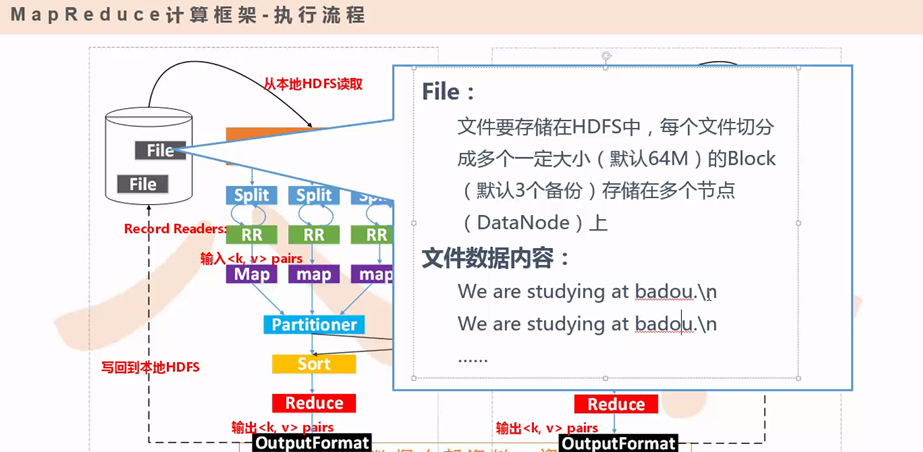 MapReduce计算框架-执行流程
从本地HDFS读取
File
File
Split
Split
Record Readers:
RR
RR
RR
输入<k, v> pairs
Map
map
map
Partitioner
Sort
写回到本地HDFS
Reduce
输出<k, v> pairs
OutputFormat
File：
文件要存储在HDFS中，每个文件切分
成多个一定大小（默认64M）的Block
（默认3个备份）存储在多个节点
（DataNode）上
文件数据内容：
We are studying at badou.\n
We are studying at badou.\n
……
Reduce
输出<k, v> pairs
OutputFormat